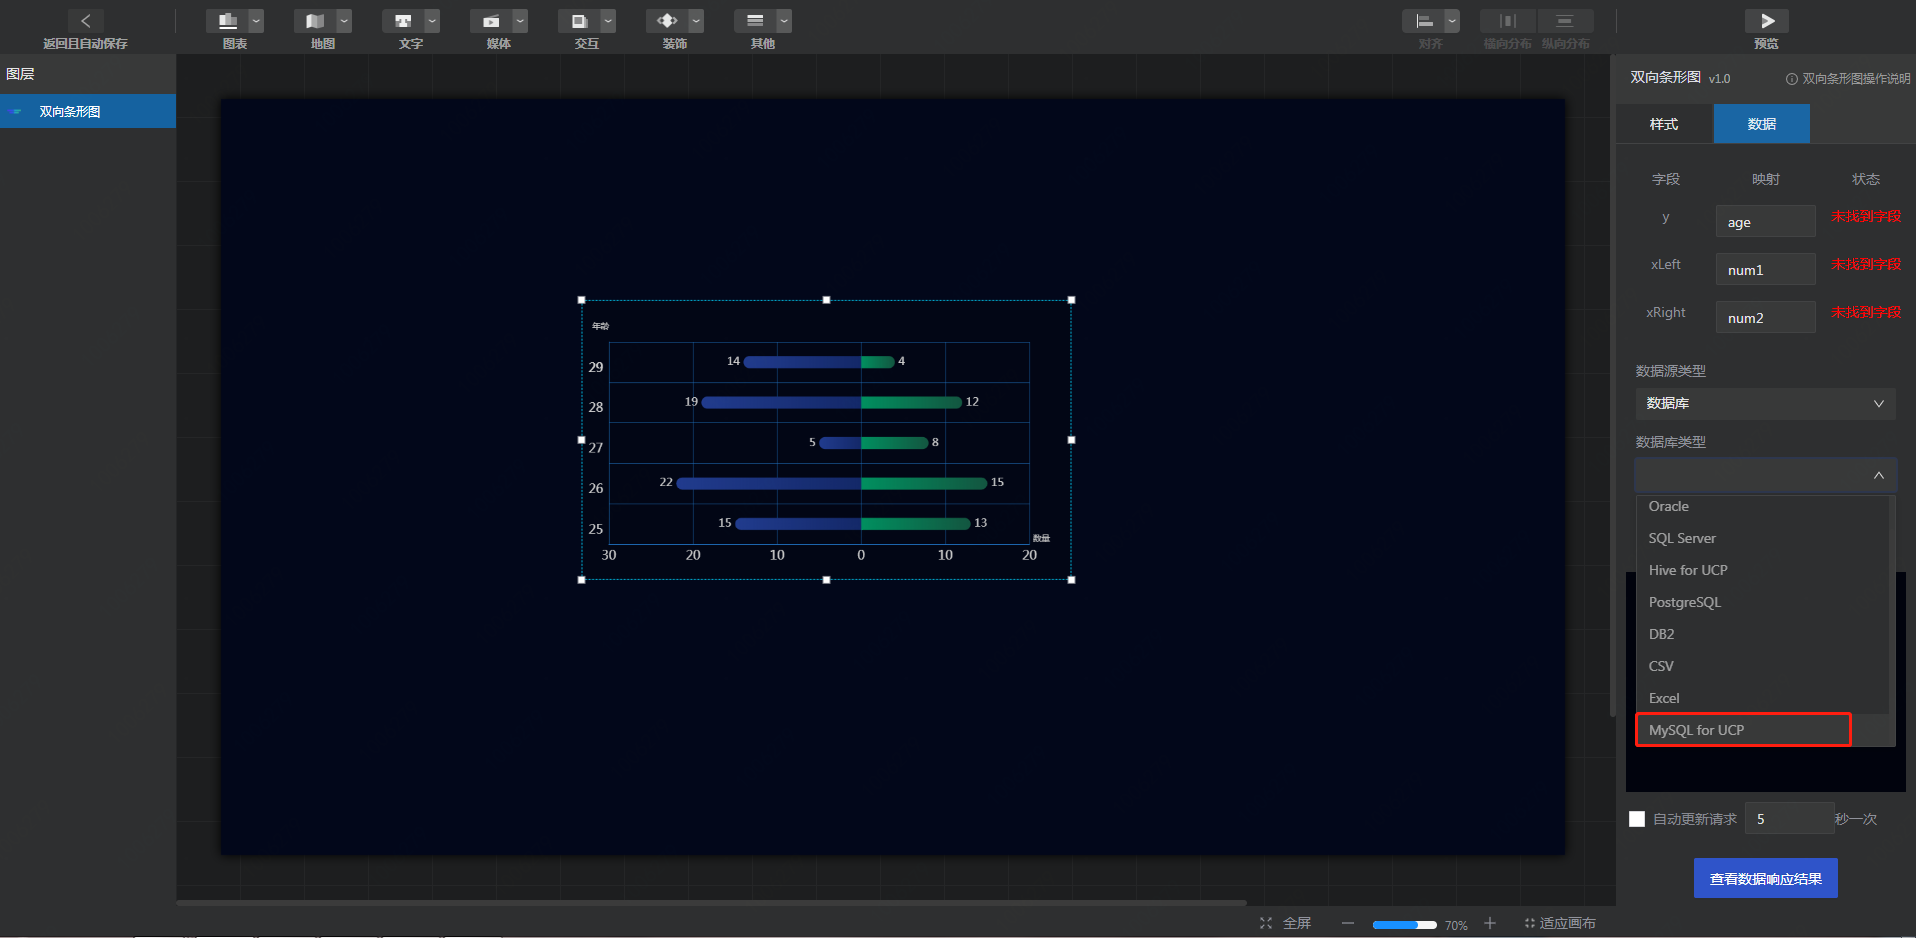 返回且自动保存
图表
地图
文字
媒体
交互
装饰
其他
对齐
横向分布
纵向分布
预览
图层
双向条形图
年龄
29
14
4
28
19
12
27
5
8
26
22
15
25
15
13
数量
30
20
10
0
10
20
双向条形图 v1.0
双向条形图操作说明
样式
数据
字段
映射
状态
y
age
未找到字段
xLeft
num1
未找到字段
xRight
num2
未找到字段
数据源类型
数据库
数据库类型
Oracle
SQL Server
Hive for UCP
PostgreSQL
DB2
CSV
Excel
MySQL for UCP
自动更新请求 5 秒一次
查看数据响应结果
全屏
70%
适应画布